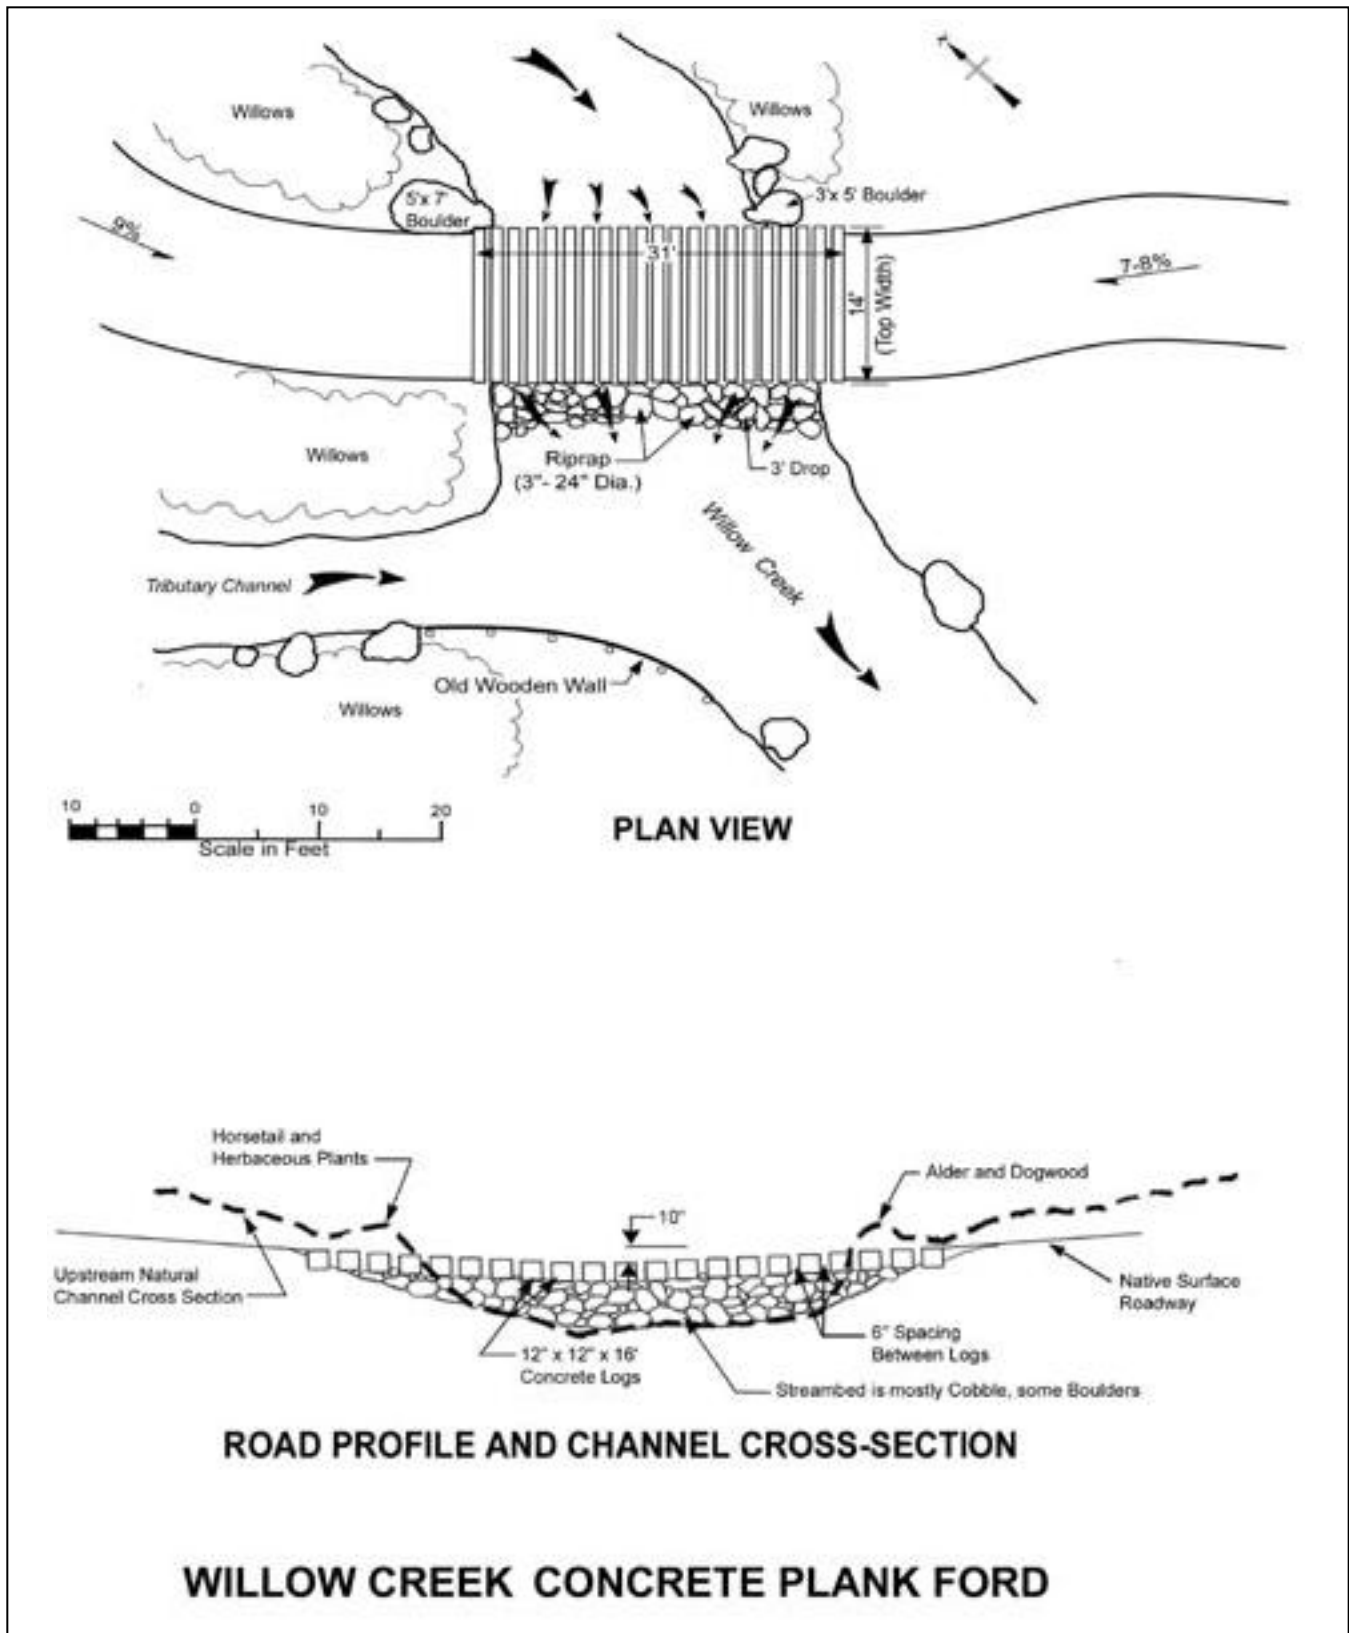 Willows
Willows
5'x 7'
Boulder
3'x 5' Boulder
9%
31'
7-8%
14'
(Top Width)
Willows
Riprap
(3"- 24" Dia.)
3' Drop
Willow Creek
Tributary Channel
Old Wooden Wall
Willows
10 0 10 20
Scale in Feet
PLAN VIEW
Horsetail and
Herbaceous Plants
Alder and Dogwood
10"
Upstream Natural
Channel Cross Section
Native Surface
Roadway
6" Spacing
Between Logs
12" x 12" x 16'
Concrete Logs
Streambed is mostly Cobble, some Boulders
ROAD PROFILE AND CHANNEL CROSS-SECTION
WILLOW CREEK CONCRETE PLANK FORD